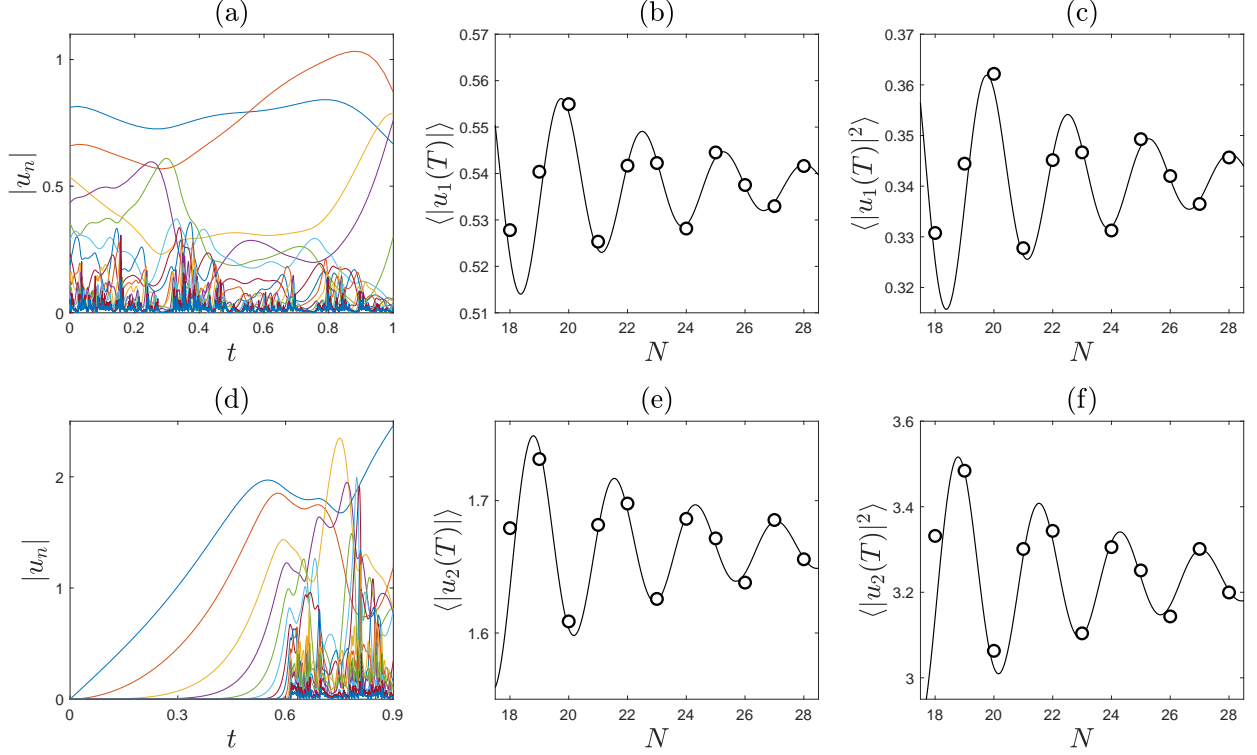 (a)
1
0.5
0
|u_n|
0 0.2 0.4 0.6 0.8 1
t
(b)
0.57
0.56
0.55
0.54
0.53
0.52
0.51
⟨|u_1(T)|⟩
18 20 22 24 26 28
N
(c)
0.37
0.36
0.35
0.34
0.33
0.32
⟨|u_1(T)|^2⟩
18 20 22 24 26 28
N
(d)
2
1
0
|u_n|
0 0.3 0.6 0.9
t
(e)
1.7
1.6
⟨|u_2(T)|⟩
18 20 22 24 26 28
N
(f)
3.6
3.4
3.2
3
⟨|u_2(T)|^2⟩
18 20 22 24 26 28
N